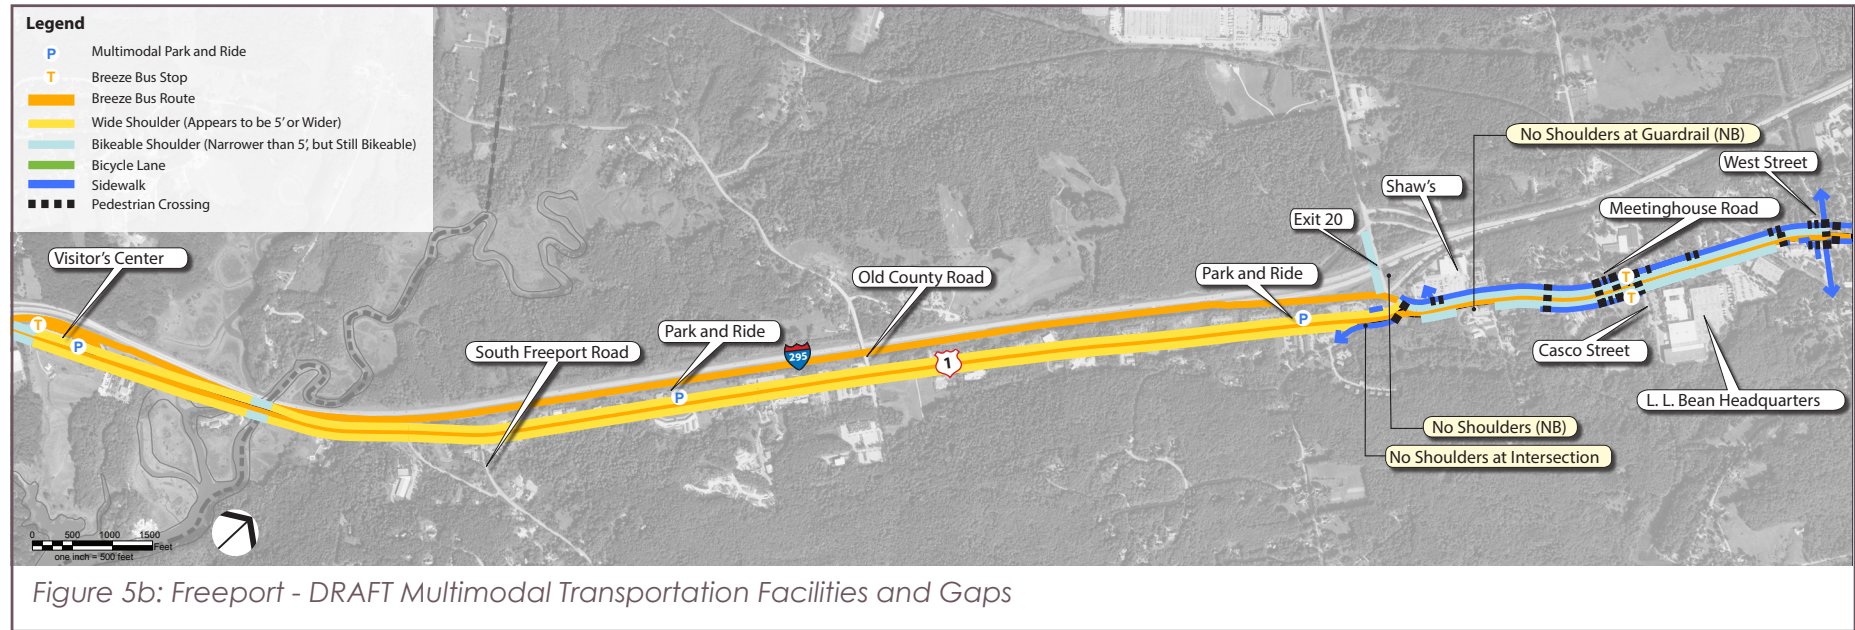 Legend
P Multimodal Park and Ride
T Breeze Bus Stop
Breeze Bus Route
Wide Shoulder (Appears to be 5' or Wider)
Bikeable Shoulder (Narrower than 5', but Still Bikeable)
Bicycle Lane
Sidewalk
Pedestrian Crossing
No Shoulders at Guardrail (NB)
West Street
Shaw's
Meetinghouse Road
Exit 20
Visitor's Center
Park and Ride
Old County Road
T
T
P
T
P
Park and Ride
South Freeport Road
295
1
P
Casco Street
L. L. Bean Headquarters
No Shoulders (NB)
No Shoulders at Intersection
0 500 1000 1500
Feet
one inch = 500 feet
Figure 5b: Freeport - DRAFT Multimodal Transportation Facilities and Gaps